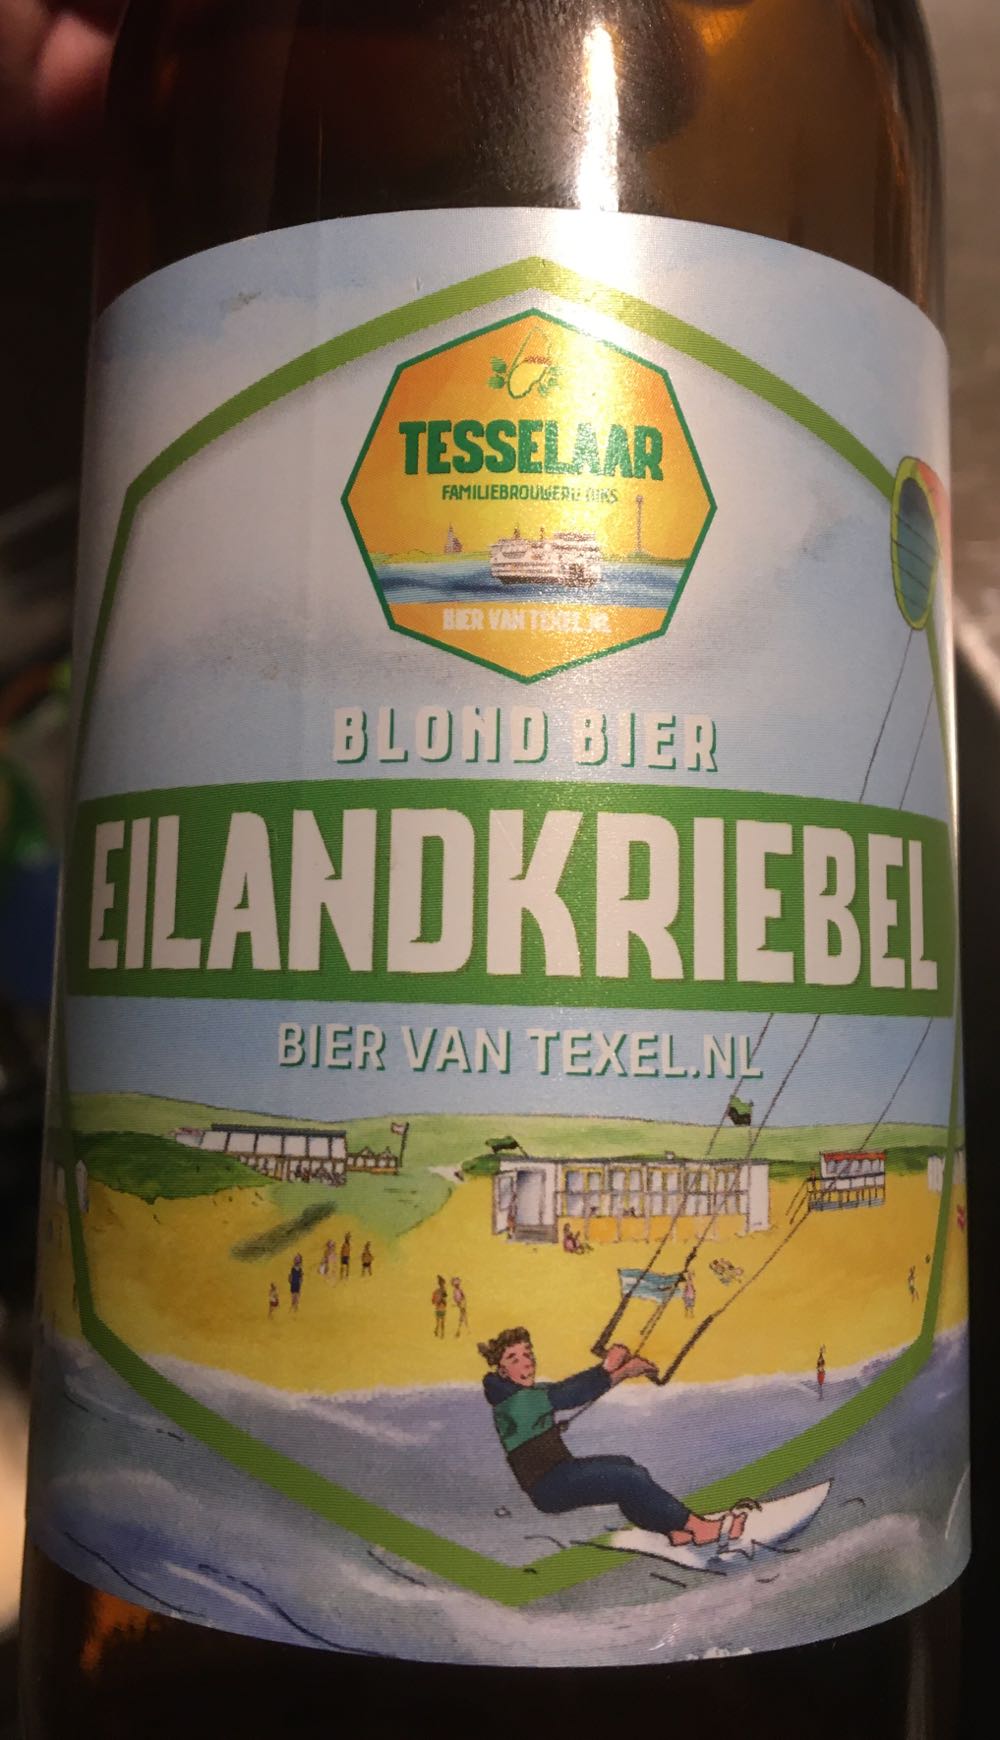 TESSELAAR
FAMILIEBROUWERIJ DIKS
BIER VAN TEXEL.NL
BLOND BIER
EILANDKRIEBEL
BIER VAN TEXEL.NL